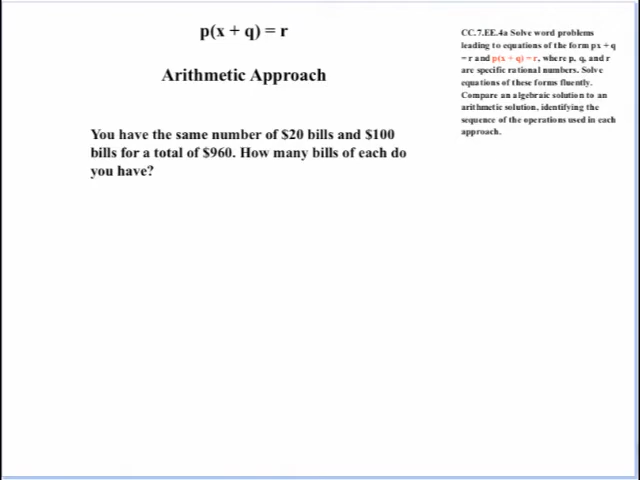 p(x + q) = r
Arithmetic Approach
You have the same number of $20 bills and $100
bills for a total of $960. How many bills of each do
you have?
CC.7.EE.4a Solve word problems
leading to equations of the form px + q
= r and p(x + q) = r, where p, q, and r
are specific rational numbers. Solve
equations of these forms fluently.
Compare an algebraic solution to an
arithmetic solution, identifying the
sequence of the operations used in each
approach.